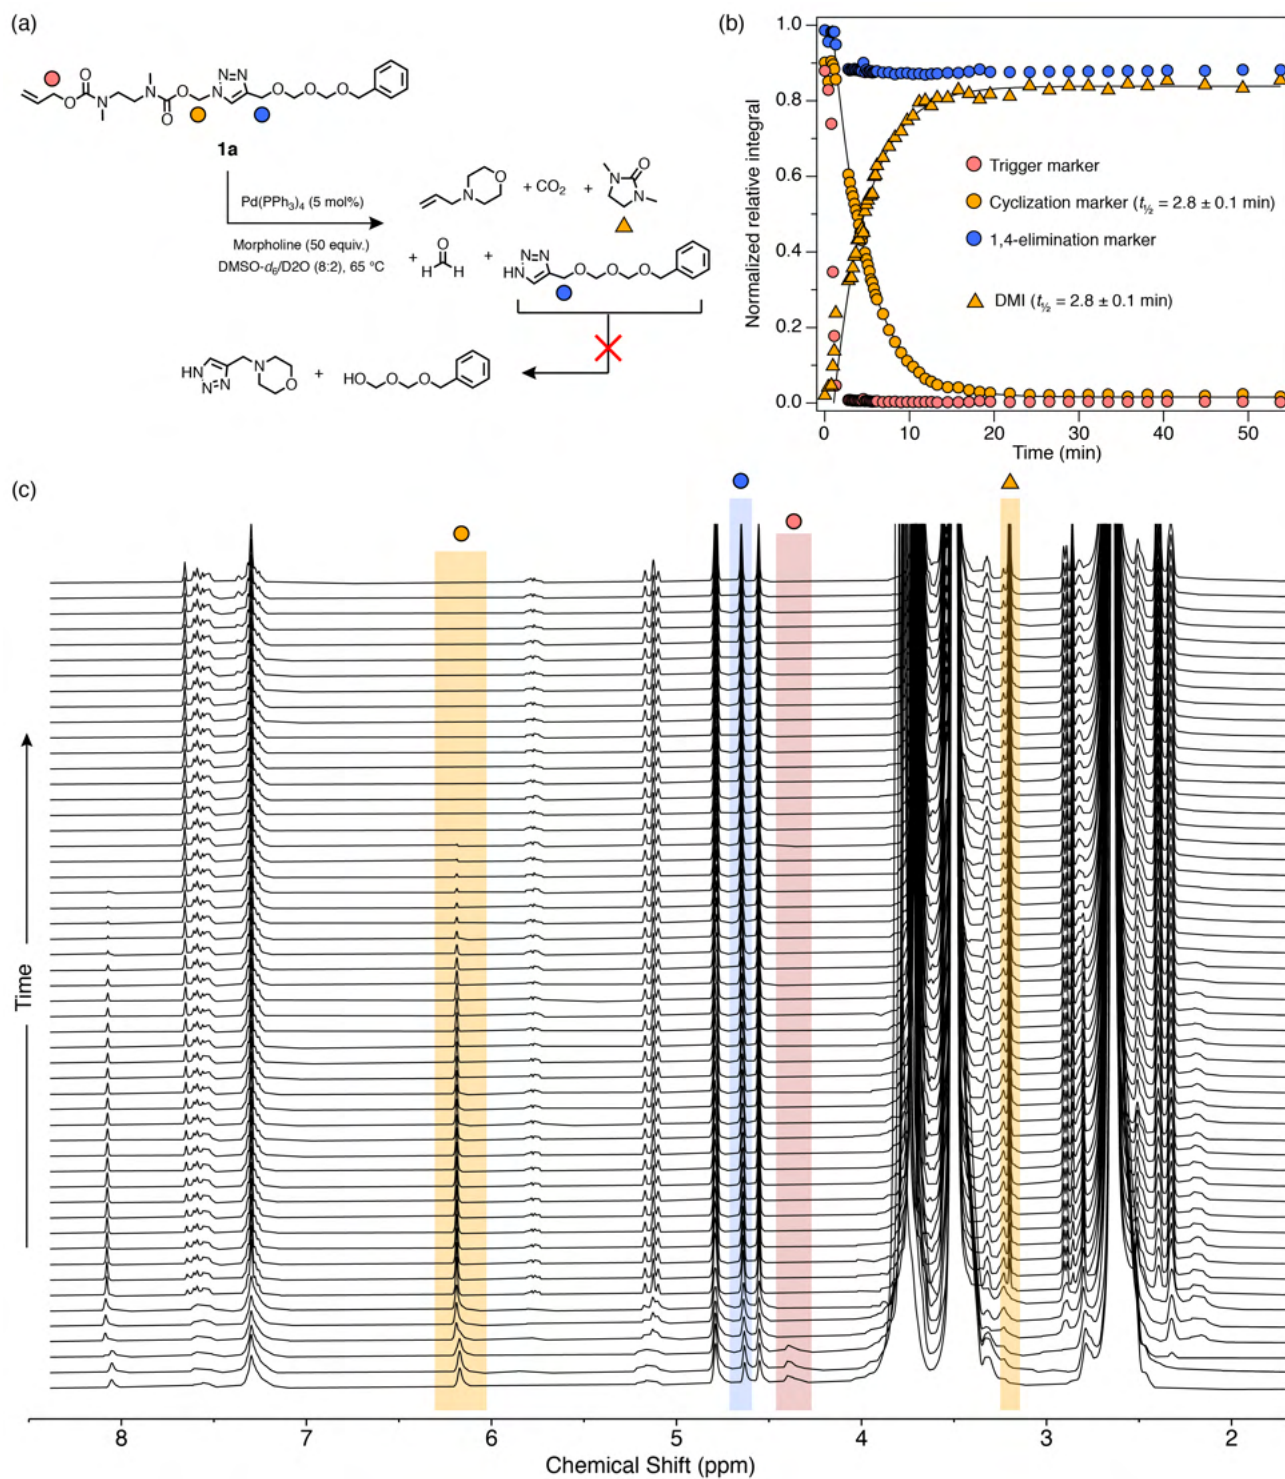 (a)
O
O
N
N
O
O
N
N=N
O
O
O
1a
Pd(PPh3)4 (5 mol%)
Morpholine (50 equiv.)
DMSO-d6/D2O (8:2), 65 °C
N
O
+ CO2
+
N
N
O
+
O
H H
+
N=N
HN
O
O
O
HN
N=N
N
O
+
HO
O
O
(b)
Normalized relative integral
1.0
0.8
0.6
0.4
0.2
0.0
Trigger marker
Cyclization marker (t½ = 2.8 ± 0.1 min)
1,4-elimination marker
DMI (t½ = 2.8 ± 0.1 min)
0 10 20 30 40 50
Time (min)
(c)
Time
8 7 6 5 4 3 2
Chemical Shift (ppm)